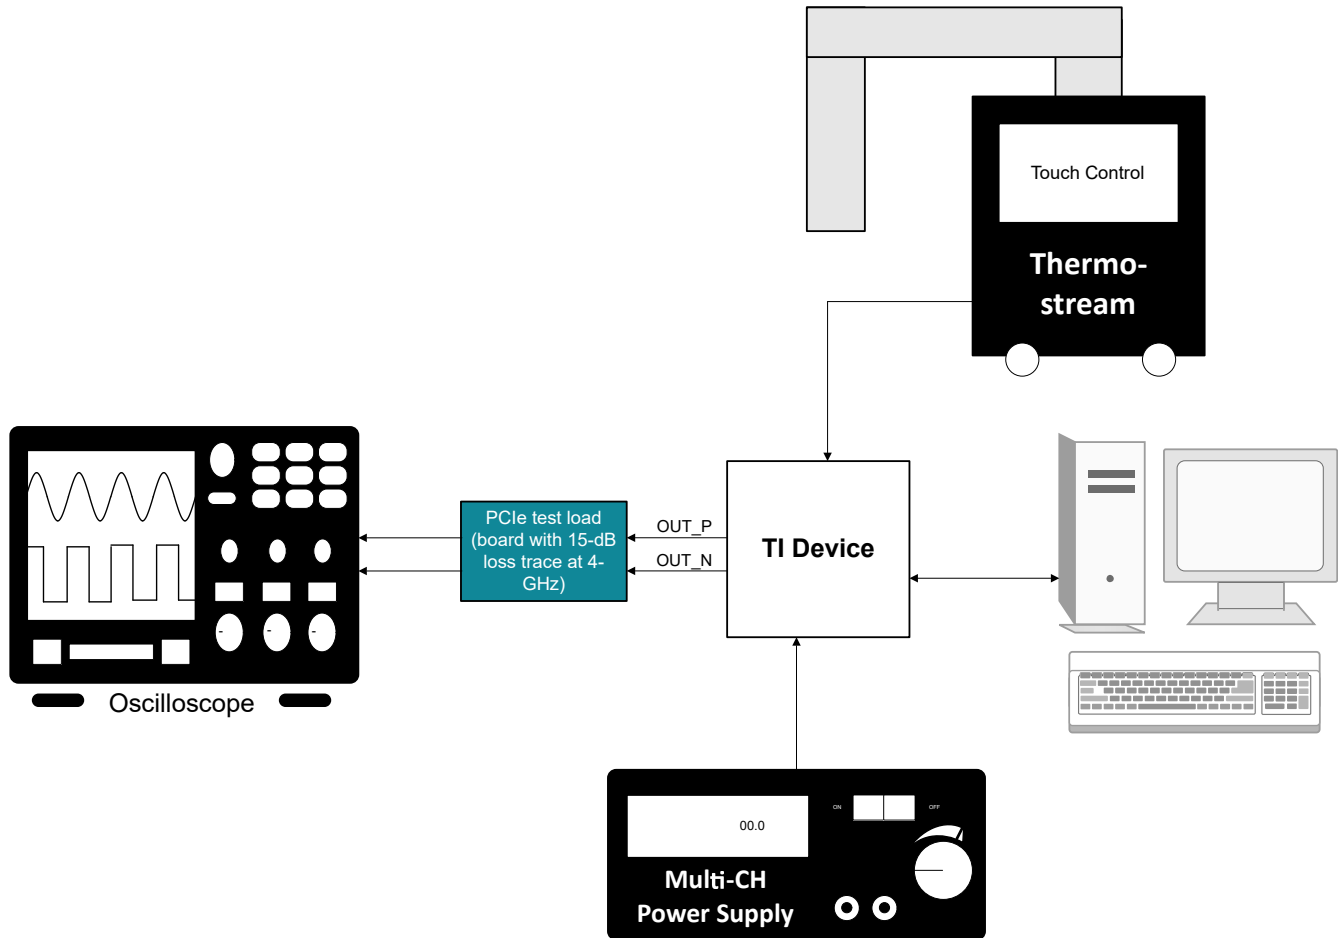 Touch Control
Thermo-
stream
PCIe test load
(board with 15-dB
loss trace at 4-
GHz)
OUT_P
OUT_N
TI Device
Oscilloscope
00.0
ON
OFF
Multi-CH
Power Supply